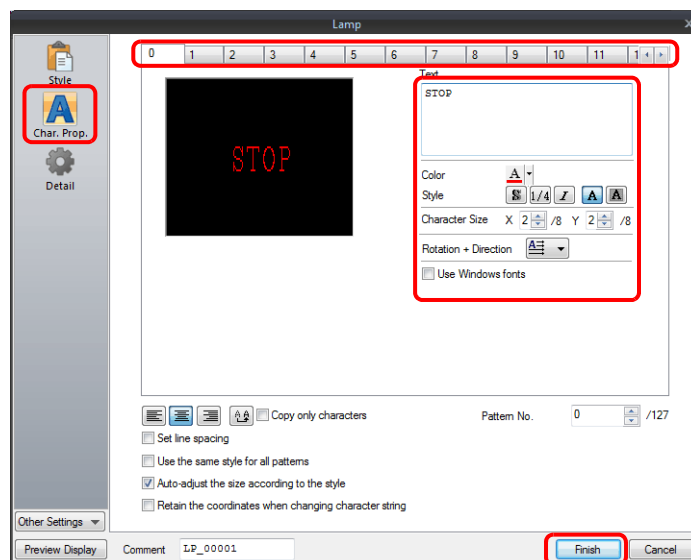 Lamp
Style
Char. Prop.
Detail
0 1 2 3 4 5 6 7 8 9 10 11 1
STOP
Text
STOP
Color A
Style S 1/4 I A A
Character Size X 2 /8 Y 2 /8
Rotation + Direction A
Use Windows fonts
Copy only characters
Pattern No. 0 /127
Set line spacing
Use the same style for all patterns
Auto-adjust the size according to the style
Retain the coordinates when changing character string
Other Settings
Preview Display
Comment LP_00001
Finish
Cancel